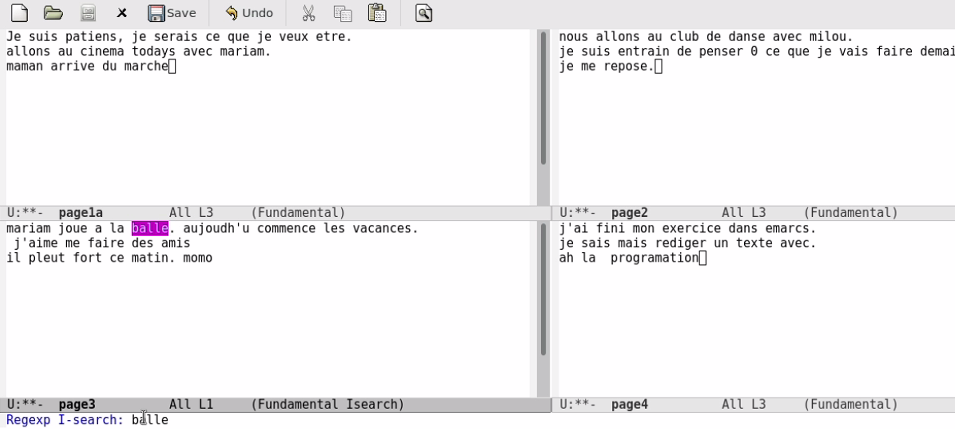 Save Undo
Je suis patiens, je serais ce que je veux etre.
allons au cinema todays avec mariam.
maman arrive du marche
U:**-  page1a       All L3    (Fundamental)
nous allons au club de danse avec milou.
je suis entrain de penser 0 ce que je vais faire demai
je me repose.
U:**-  page2        All L3    (Fundamental)
mariam joue a la balle. aujoudh'u commence les vacances.
 j'aime me faire des amis
il pleut fort ce matin. momo
U:**-  page3        All L1    (Fundamental Isearch)
j'ai fini mon exercice dans emarcs.
je sais mais rediger un texte avec.
ah la  programation
U:**-  page4        All L3    (Fundamental)
Regexp I-search: balle